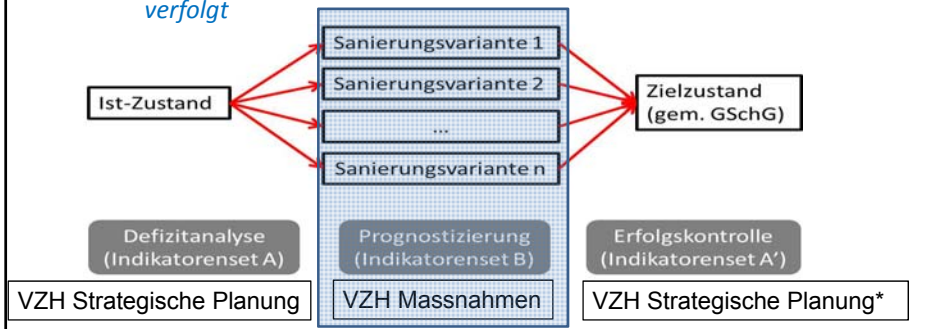 verfolgt
Sanierungsvariante 1
Sanierungsvariante 2
Ist-Zustand
...
Sanierungsvariante n
Zielzustand
(gem. GSchG)
Defizitanalyse
(Indikatorenset A)
Prognostizierung
(Indikatorenset B)
Erfolgskontrolle
(Indikatorenset A')
VZH Strategische Planung
VZH Massnahmen
VZH Strategische Planung*